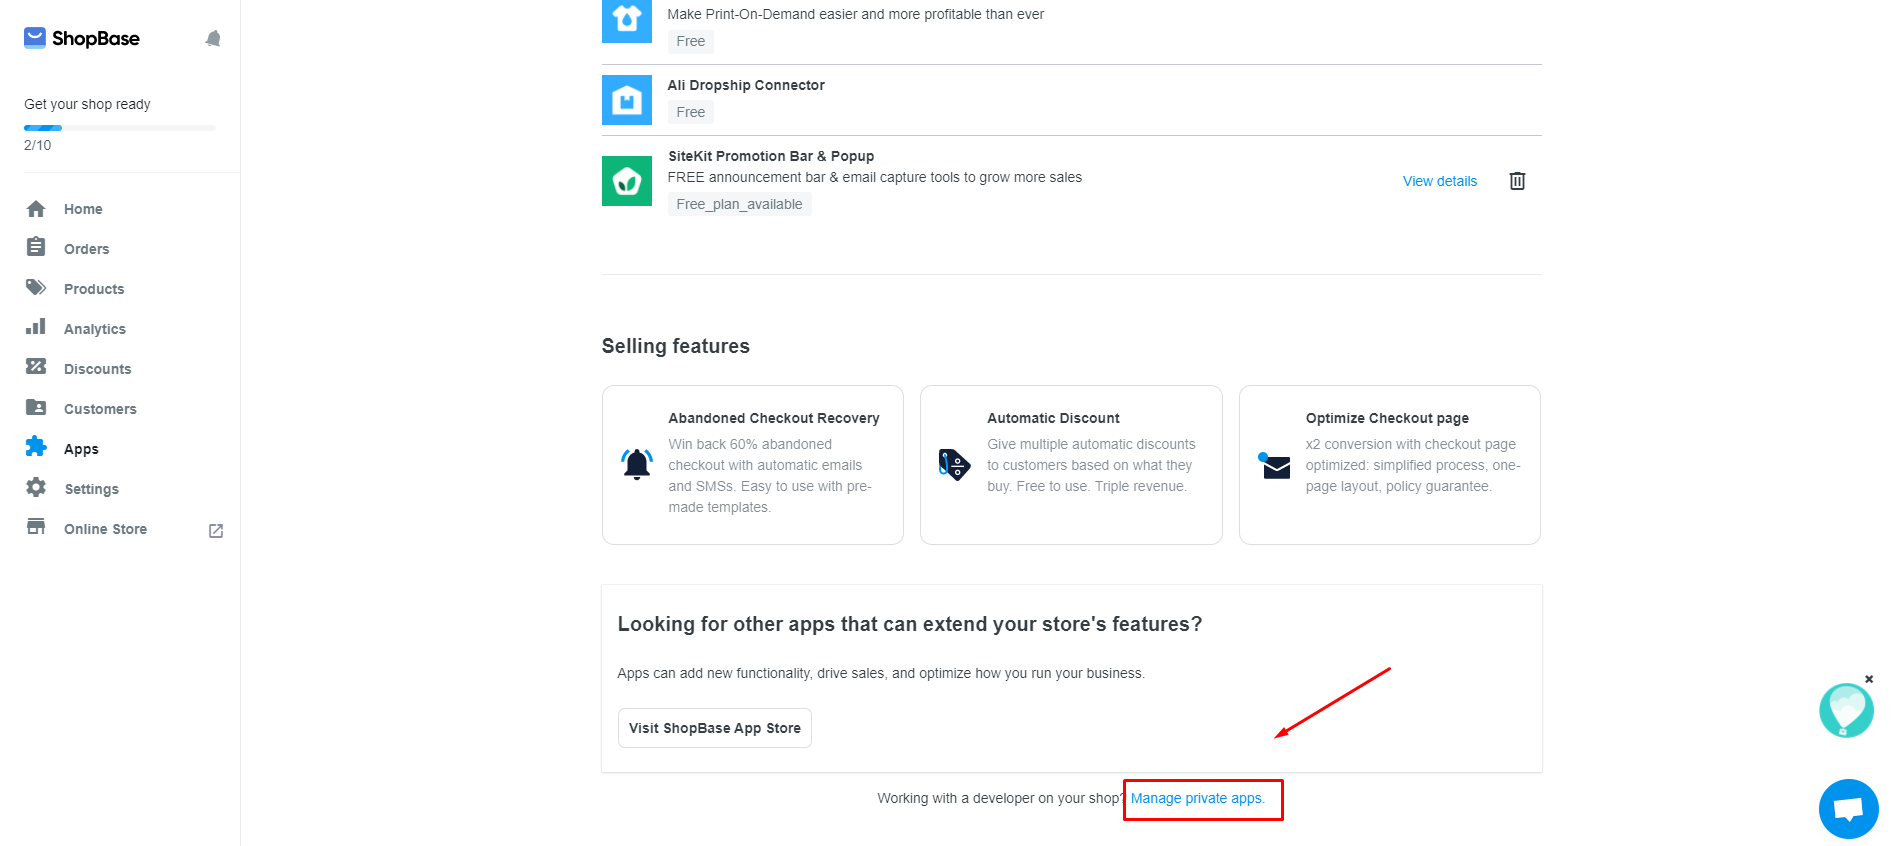 ShopBase
Get your shop ready
2/10
Home
Orders
Products
Analytics
Discounts
Customers
Apps
Settings
Online Store
Make Print-On-Demand easier and more profitable than ever
Free
Ali Dropship Connector
Free
SiteKit Promotion Bar & Popup
FREE announcement bar & email capture tools to grow more sales
Free_plan_available
View details
Selling features
Abandoned Checkout Recovery
Win back 60% abandoned
checkout with automatic emails
and SMSs. Easy to use with pre-
made templates.
Automatic Discount
Give multiple automatic discounts
to customers based on what they
buy. Free to use. Triple revenue.
Optimize Checkout page
x2 conversion with checkout page
optimized: simplified process, one-
page layout, policy guarantee.
Looking for other apps that can extend your store's features?
Apps can add new functionality, drive sales, and optimize how you run your business.
Visit ShopBase App Store
Working with a developer on your shop? Manage private apps.